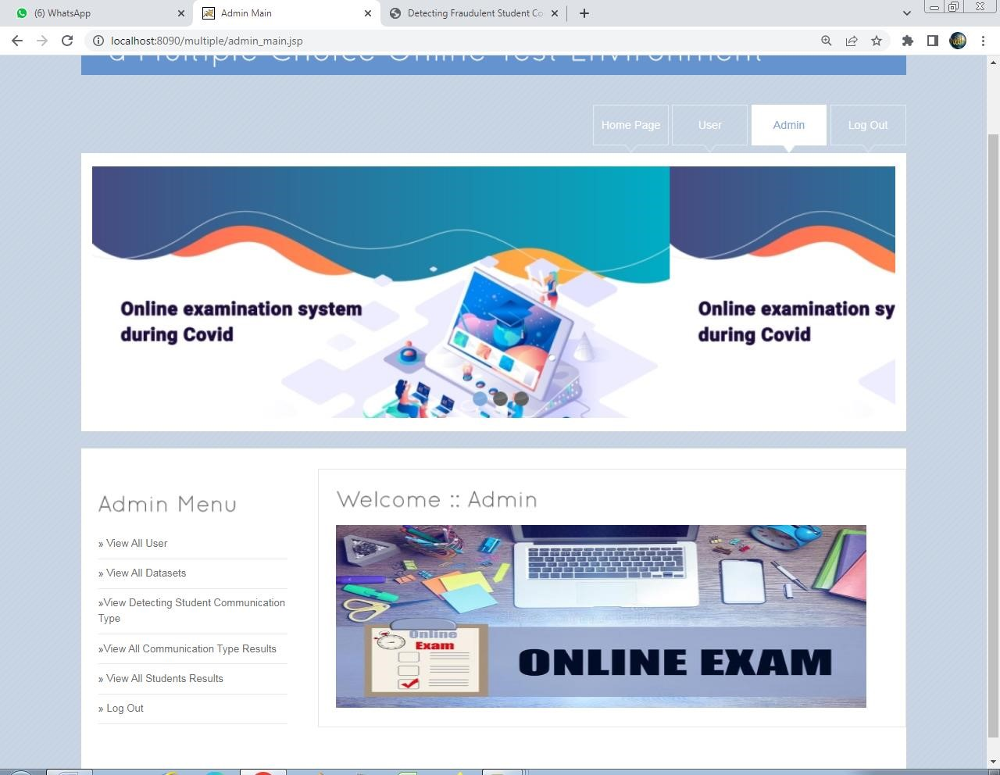 (6) WhatsApp
Admin Main
Detecting Fraudulent Student Co
localhost:8090/multiple/admin_main.jsp
a Multiple Choice Online Test Environment
Home Page
User
Admin
Log Out
Online examination system
during Covid
Online examination sy
during Covid
Admin Menu
» View All User
» View All Datasets
»View Detecting Student Communication
Type
»View All Communication Type Results
» View All Students Results
» Log Out
Welcome :: Admin
Online
Exam
ONLINE EXAM